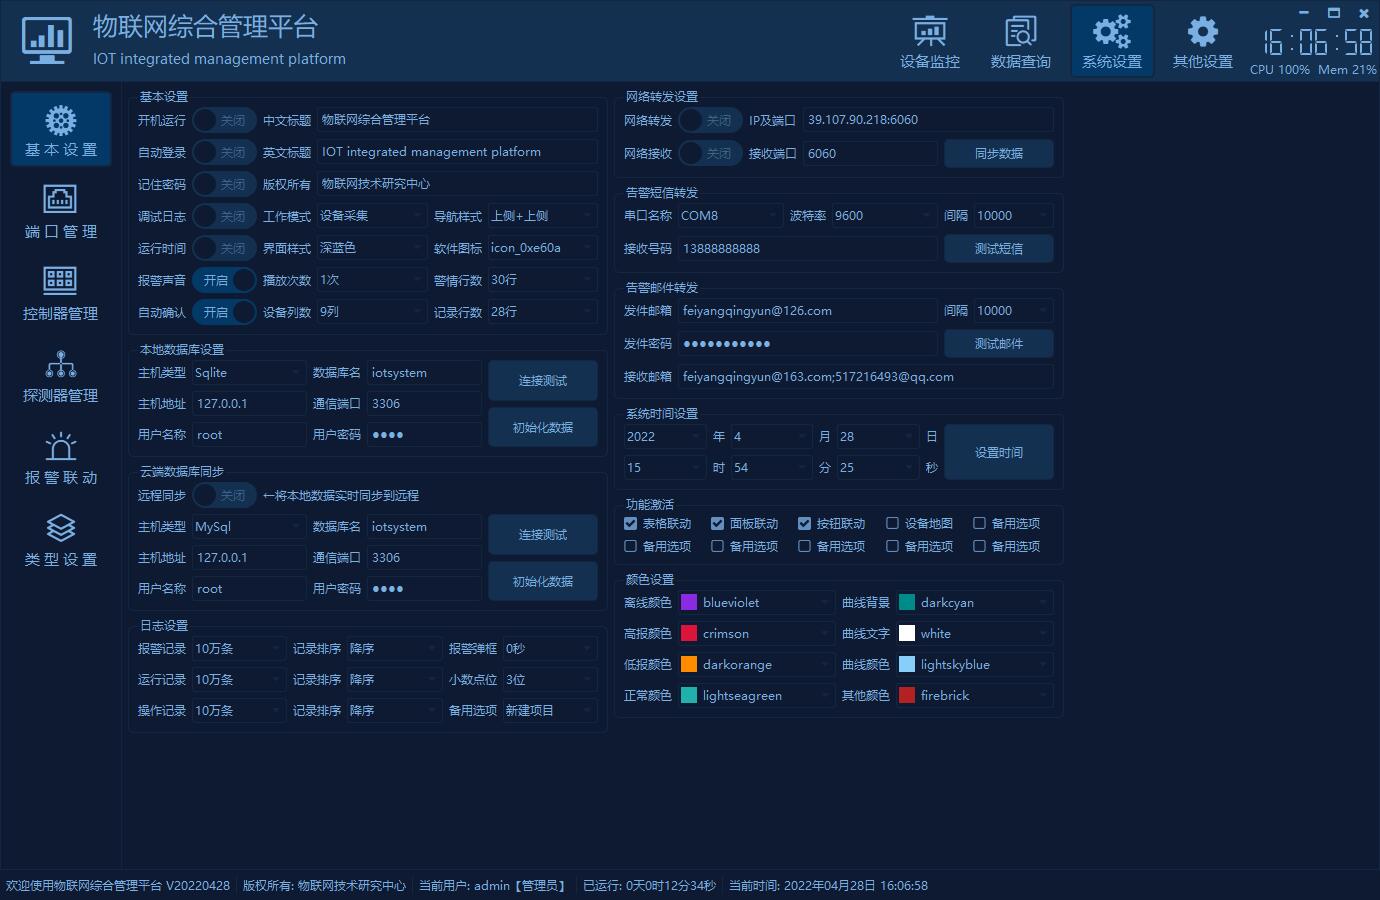 物联网综合管理平台
IOT integrated management platform
设备监控
数据查询
系统设置
其他设置
16:06:58
CPU 100% Mem 21%
基本设置
端口管理
控制器管理
探测器管理
报警联动
类型设置
基本设置
开机运行 关闭 中文标题 物联网综合管理平台
自动登录 关闭 英文标题 IOT integrated management platform
记住密码 关闭 版权所有 物联网技术研究中心
调试日志 关闭 工作模式 设备采集 导航样式 上侧+上侧
运行时间 关闭 界面样式 深蓝色 软件图标 icon_0xe60a
报警声音 开启 播放次数 1次 警情行数 30行
自动确认 开启 设备列数 9列 记录行数 28行
本地数据库设置
主机类型 Sqlite 数据库名 iotsystem 连接测试
主机地址 127.0.0.1 通信端口 3306
用户名称 root 用户密码 ●●●● 初始化数据
云端数据库同步
远程同步 关闭 ←将本地数据实时同步到远程
主机类型 MySql 数据库名 iotsystem 连接测试
主机地址 127.0.0.1 通信端口 3306
用户名称 root 用户密码 ●●●● 初始化数据
日志设置
报警记录 10万条 记录排序 降序 报警弹框 0秒
运行记录 10万条 记录排序 降序 小数点位 3位
操作记录 10万条 记录排序 降序 备用选项 新建项目
网络转发设置
网络转发 关闭 IP及端口 39.107.90.218:6060
网络接收 关闭 接收端口 6060 同步数据
告警短信转发
串口名称 COM8 波特率 9600 间隔 10000
接收号码 13888888888 测试短信
告警邮件转发
发件邮箱 feiyangqingyun@126.com 间隔 10000
发件密码 ●●●●●●●●●●● 测试邮件
接收邮箱 feiyangqingyun@163.com;517216493@qq.com
系统时间设置
2022 年 4 月 28 日 设置时间
15 时 54 分 25 秒
功能激活
表格联动 面板联动 按钮联动 设备地图 备用选项
备用选项 备用选项 备用选项 备用选项 备用选项
颜色设置
离线颜色 blueviolet 曲线背景 darkcyan
高报颜色 crimson 曲线文字 white
低报颜色 darkorange 曲线颜色 lightskyblue
正常颜色 lightseagreen 其他颜色 firebrick
欢迎使用物联网综合管理平台 V20220428 版权所有: 物联网技术研究中心 当前用户: admin【管理员】 已运行: 0天0时12分34秒 当前时间: 2022年04月28日 16:06:58